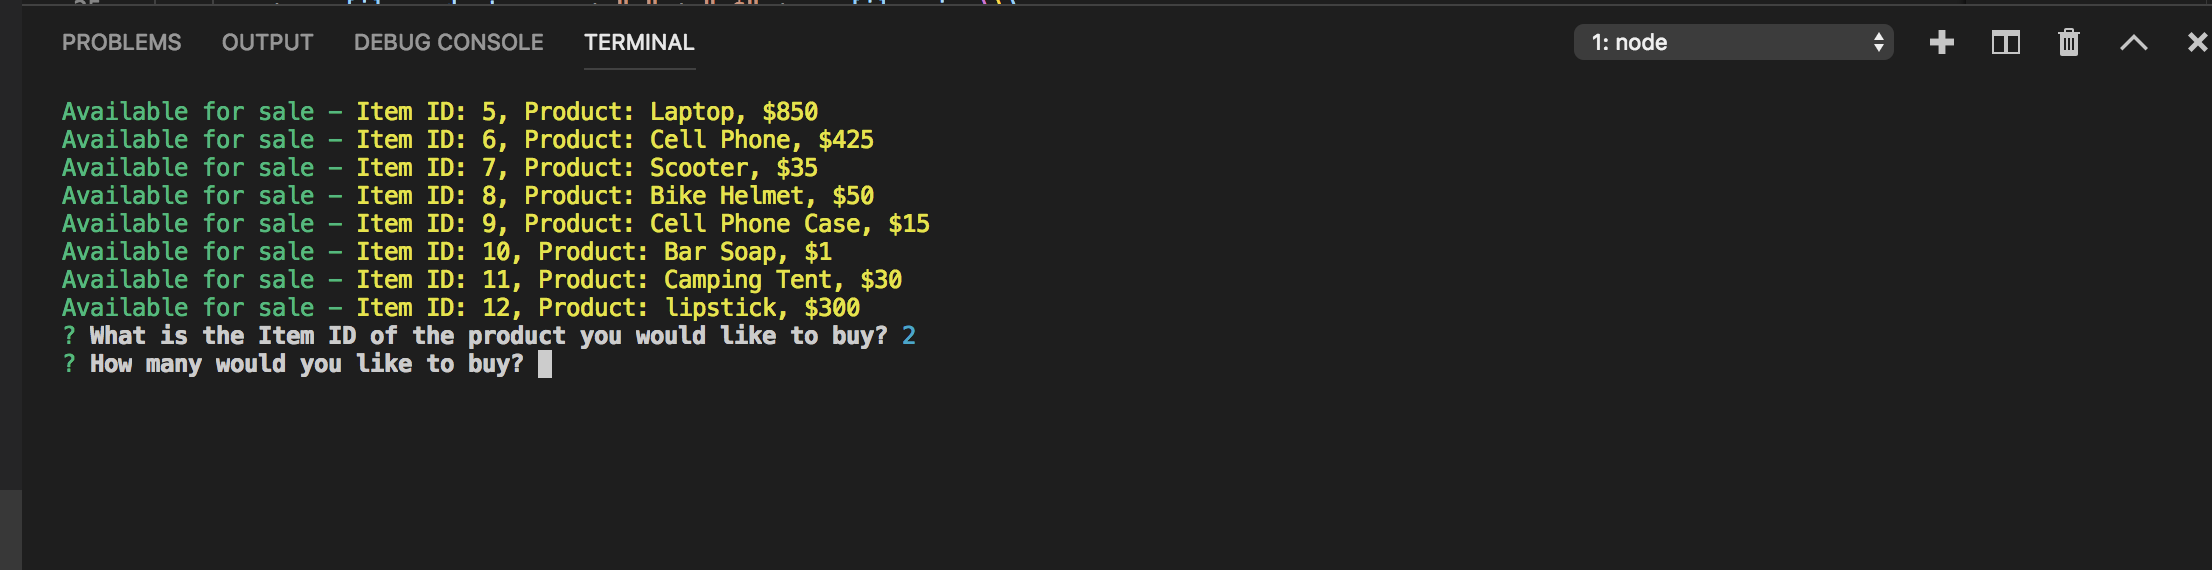 PROBLEMS OUTPUT DEBUG CONSOLE TERMINAL 1: node
Available for sale – Item ID: 5, Product: Laptop, $850
Available for sale – Item ID: 6, Product: Cell Phone, $425
Available for sale – Item ID: 7, Product: Scooter, $35
Available for sale – Item ID: 8, Product: Bike Helmet, $50
Available for sale – Item ID: 9, Product: Cell Phone Case, $15
Available for sale – Item ID: 10, Product: Bar Soap, $1
Available for sale – Item ID: 11, Product: Camping Tent, $30
Available for sale – Item ID: 12, Product: lipstick, $300
? What is the Item ID of the product you would like to buy? 2
? How many would you like to buy?